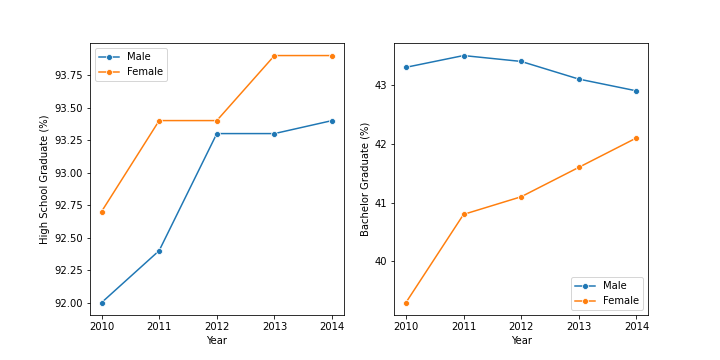 Male
Female
High School Graduate (%)
93.75
93.50
93.25
93.00
92.75
92.50
92.25
92.00
2010 2011 2012 2013 2014
Year
Bachelor Graduate (%)
43
42
41
40
Male
Female
2010 2011 2012 2013 2014
Year